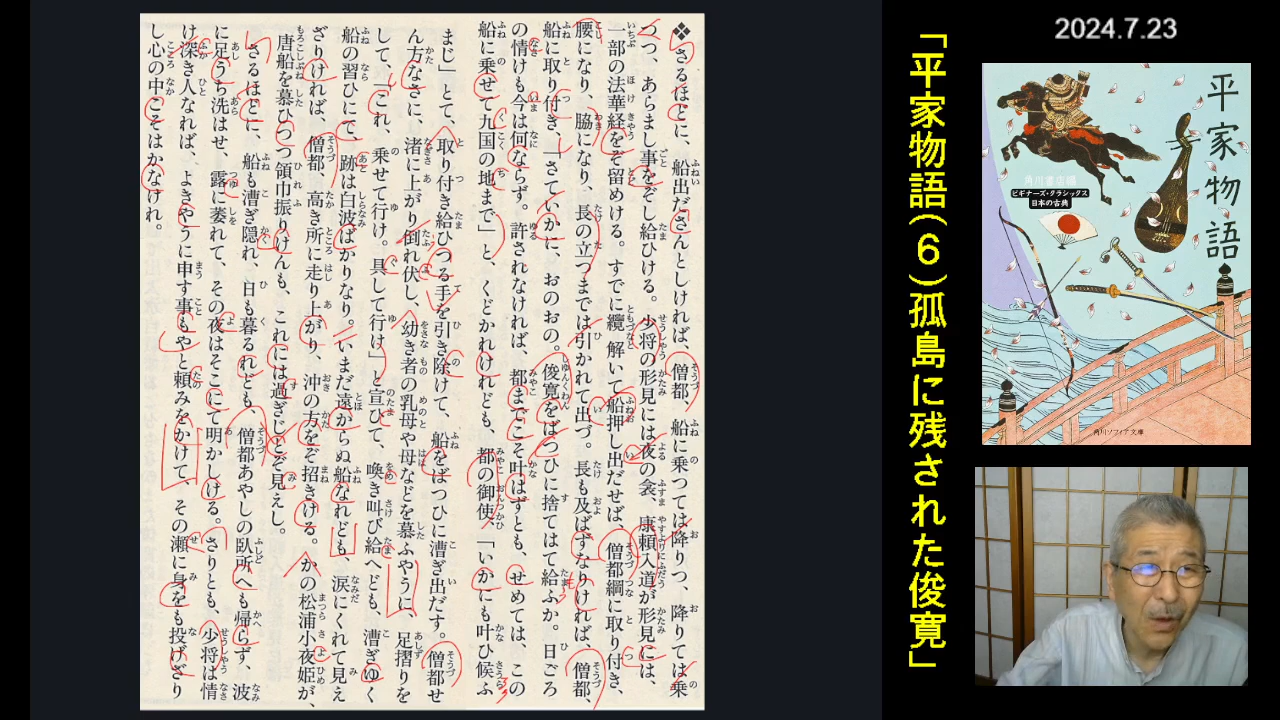 2024.7.23
「平家物語(6)孤島に残された俊寛」
平家物語
角川書店編
ビギナーズ・クラシックス
日本の古典
角川ソフィア文庫
❖さるほどに、船出ださんとしければ、僧都、船に乗つては降りつ、降りては乗
つつ、あらまし事をぞし給ひける。少将の形見には夜の衾、康頼入道が形見には、
一部の法華経をぞ留めける。すでに纜解いて船押し出だせば、僧都綱に取り付き、
腰になり、脇になり、長の立つまでは引かれて出づ。長も及ばずなりければ、僧都、
船に取り付き、「さていかに、おのおの。俊寛をばつひに捨てはて給ふか。日ごろ
の情けも今は何ならず。許されなければ、都までこそ叶はずとも、せめては、この
船に乗せて九国の地まで」と、くどかれけれども、都の御使、「いかにも叶ひ候ふ
まじ」とて、取り付き給ひつる手を引き除けて、船をばつひに漕ぎ出だす。僧都せ
ん方なさに、渚に上がり倒れ伏し、幼き者の乳母や母などを慕ふやうに、足摺りを
して、「これ、乗せて行け。具して行け」と宣ひて、喚き叫び給へども、漕ぎゆく
船の習ひにて、跡は白波ばかりなり。いまだ遠からぬ船なれども、涙にくれて見え
ざりければ、僧都、高き所に走り上がり、沖の方をぞ招きける。かの松浦小夜姫が、
唐船を慕ひつつ領巾振りけんも、これには過ぎじとぞ見えし。
さるほどに、船も漕ぎ隠れ、日も暮るれども、僧都あやしの臥所へも帰らず、波
に足うち洗はせ、露に萎れて、その夜はそこにて明かしける。さりとも、少将は情
け深き人なれば、よきやうに申す事もやと頼みをかけて、その瀬に身をも投げざり
し心の中こそはかなけれ。